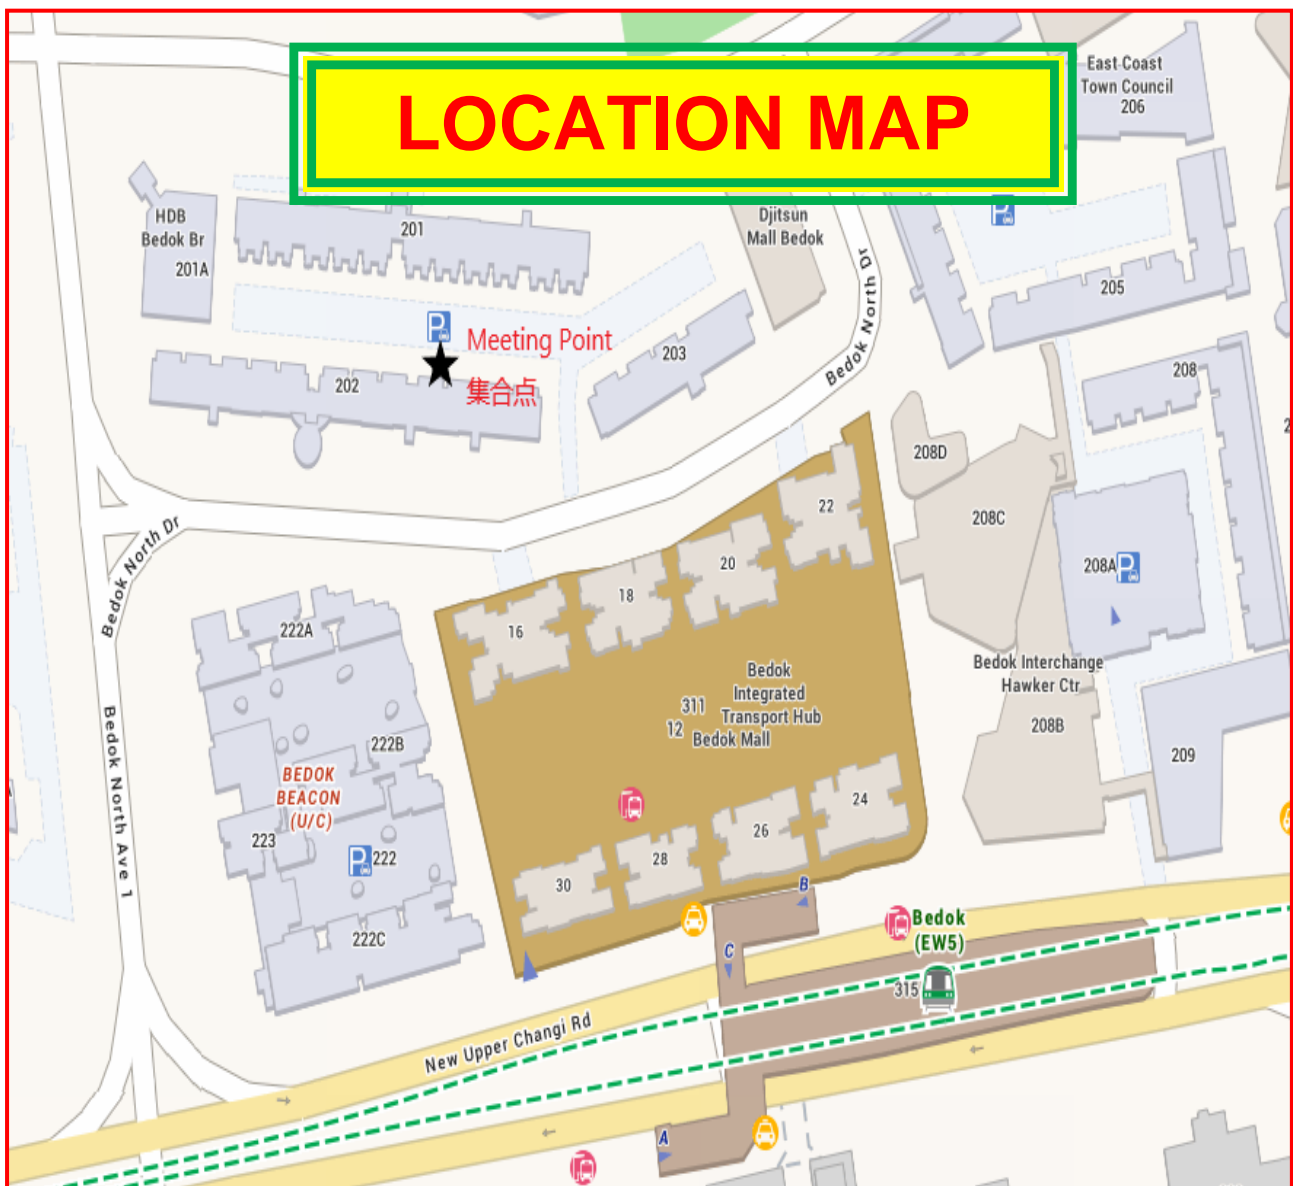 LOCATION MAP
East Coast
Town Council
206
HDB
Bedok Br
201A
201
Djitsun
Mall Bedok
Bedok North Dr
205
Meeting Point
集合点
202
203
208
208D
208C
208A
22
20
18
16
Bedok North Dr
222A
222B
Bedok North Ave 1
BEDOK
BEACON
(U/C)
223
222
222C
Bedok
Integrated
Transport Hub
311
12
Bedok Mall
Bedok Interchange
Hawker Ctr
208B
209
24
26
28
30
B
C
Bedok
(EW5)
315
New Upper Changi Rd
A